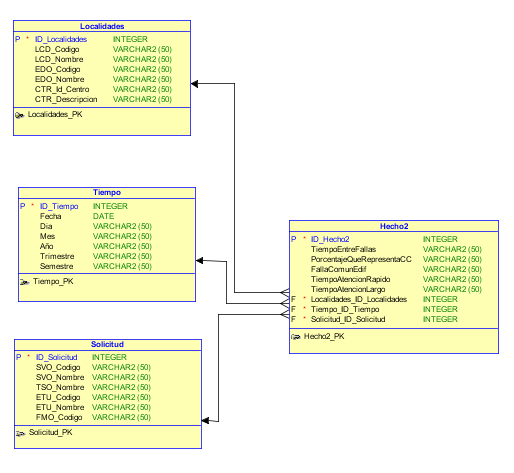 Localidades
P * ID_Localidades INTEGER
LCD_Codigo VARCHAR2 (50)
LCD_Nombre VARCHAR2 (50)
EDO_Codigo VARCHAR2 (50)
EDO_Nombre VARCHAR2 (50)
CTR_Id_Centro VARCHAR2 (50)
CTR_Descripcion VARCHAR2 (50)
Localidades_PK
Tiempo
P * ID_Tiempo INTEGER
Fecha DATE
Dia VARCHAR2 (50)
Mes VARCHAR2 (50)
Año VARCHAR2 (50)
Trimestre VARCHAR2 (50)
Semestre VARCHAR2 (50)
Tiempo_PK
Hecho2
P * ID_Hecho2 INTEGER
TiempoEntreFallas VARCHAR2 (50)
PorcentajeQueRepresentaCC VARCHAR2 (50)
FallaComunEdif VARCHAR2 (50)
TiempoAtencionRapido VARCHAR2 (50)
TiempoAtencionLargo VARCHAR2 (50)
F * Localidades_ID_Localidades INTEGER
F * Tiempo_ID_Tiempo INTEGER
F * Solicitud_ID_Solicitud INTEGER
Hecho2_PK
Solicitud
P * ID_Solicitud INTEGER
SVO_Codigo VARCHAR2 (50)
SVO_Nombre VARCHAR2 (50)
TSO_Nombre VARCHAR2 (50)
ETU_Codigo VARCHAR2 (50)
ETU_Nombre VARCHAR2 (50)
FMO_Codigo VARCHAR2 (50)
Solicitud_PK